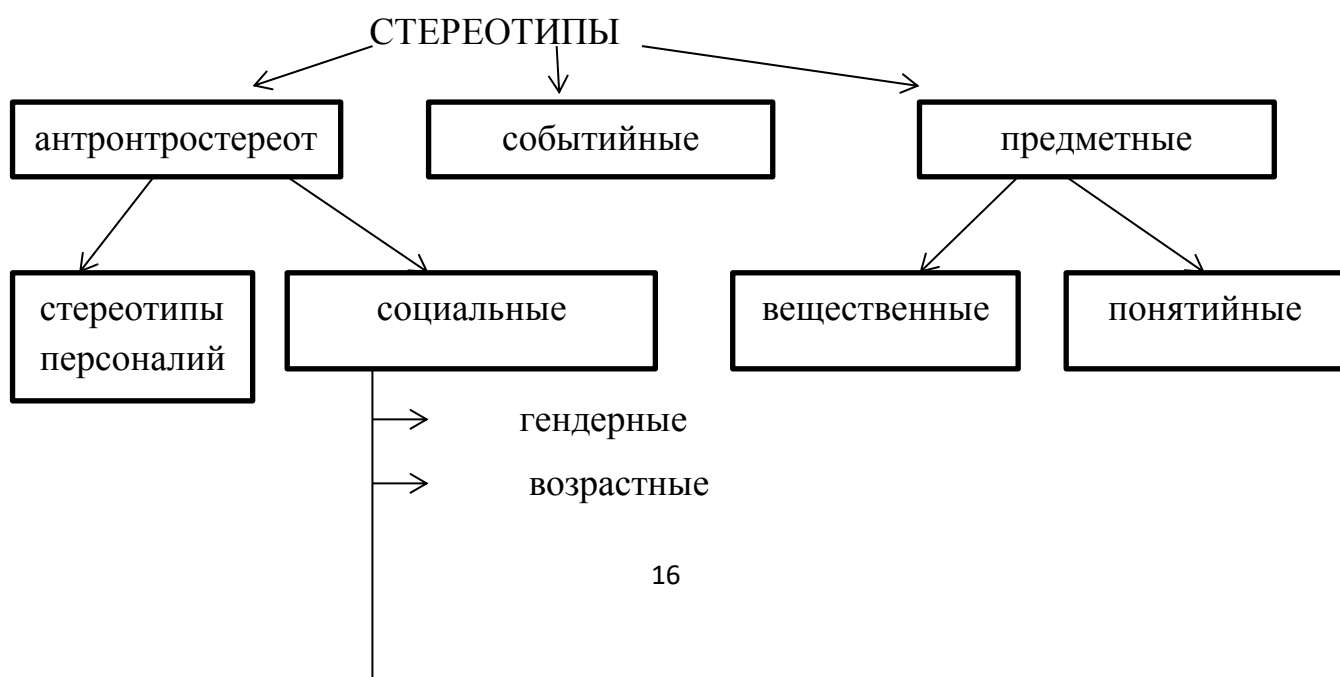 СТЕРЕОТИПЫ
антронтростереот
событийные
предметные
стереотипы
персоналий
социальные
вещественные
понятийные
гендерные
возрастные
16